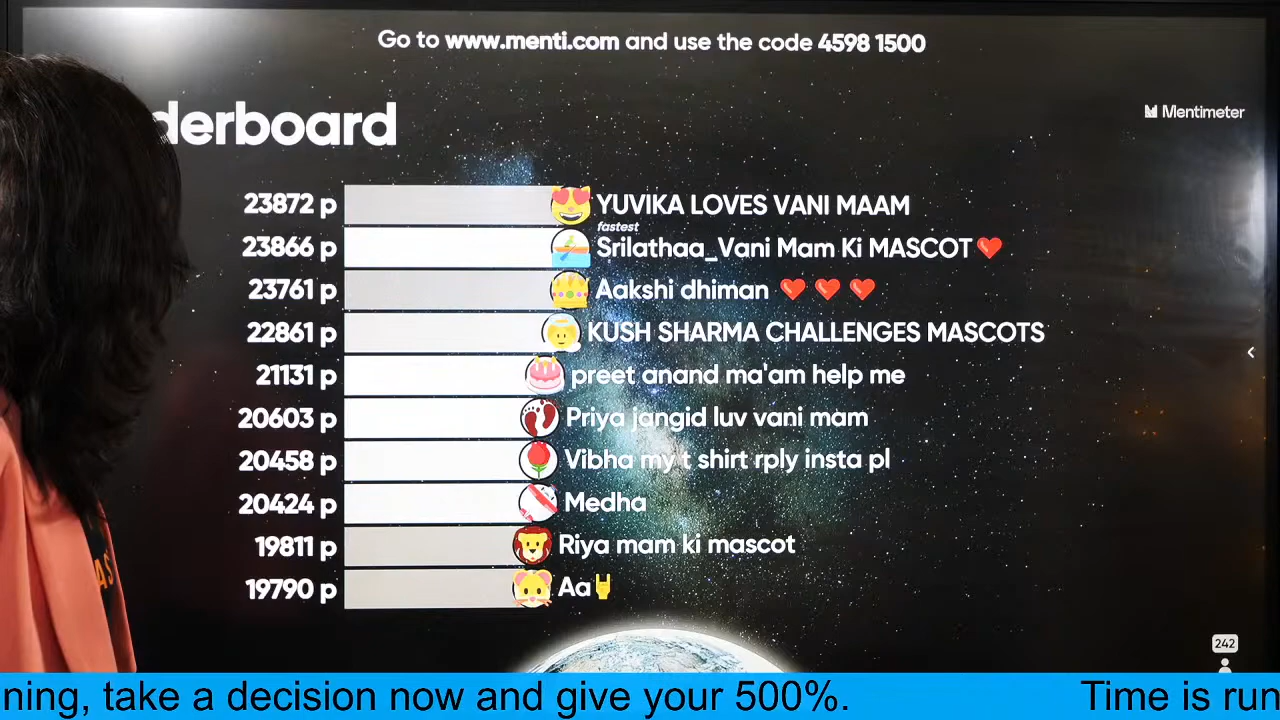 Go to www.menti.com and use the code 4598 1500
derboard
Mentimeter
23872 p YUVIKA LOVES VANI MAAM
fastest
23866 p Srilathaa_Vani Mam Ki MASCOT❤️
23761 p Aakshi dhiman ❤️ ❤️ ❤️
22861 p KUSH SHARMA CHALLENGES MASCOTS
21131 p preet anand ma'am help me
20603 p Priya jangid luv vani mam
20458 p Vibha my t shirt rply insta pl
20424 p Medha
19811 p Riya mam ki mascot
19790 p Aa🤘
AS
242
ning, take a decision now and give your 500%. Time is run